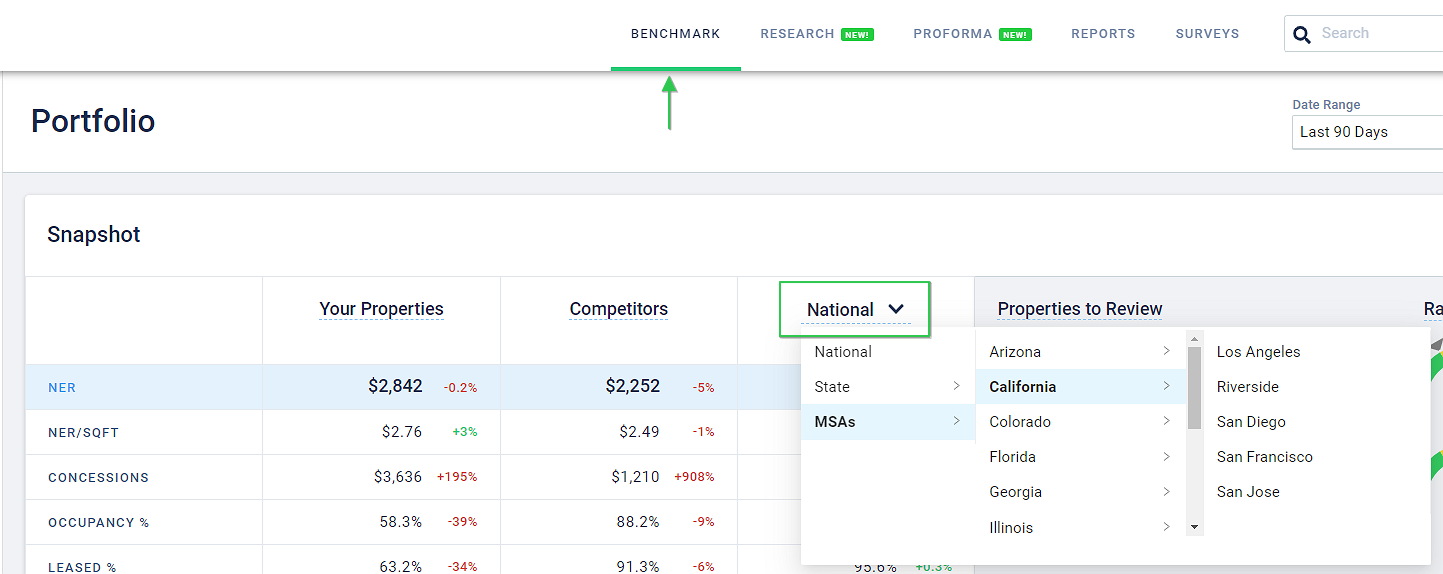 BENCHMARK RESEARCH NEW! PROFORMA NEW! REPORTS SURVEYS Search
Portfolio
Date Range
Last 90 Days
Snapshot
Your Properties Competitors National Properties to Review
NER $2,842 -0.2% $2,252 -5%
NER/SQFT $2.76 +3% $2.49 -1%
CONCESSIONS $3,636 +195% $1,210 +908%
OCCUPANCY % 58.3% -39% 88.2% -9%
LEASED % 63.2% -34% 91.3% -6% 95.6% +0.3%
National
State
MSAs
Arizona
California
Colorado
Florida
Georgia
Illinois
Los Angeles
Riverside
San Diego
San Francisco
San Jose